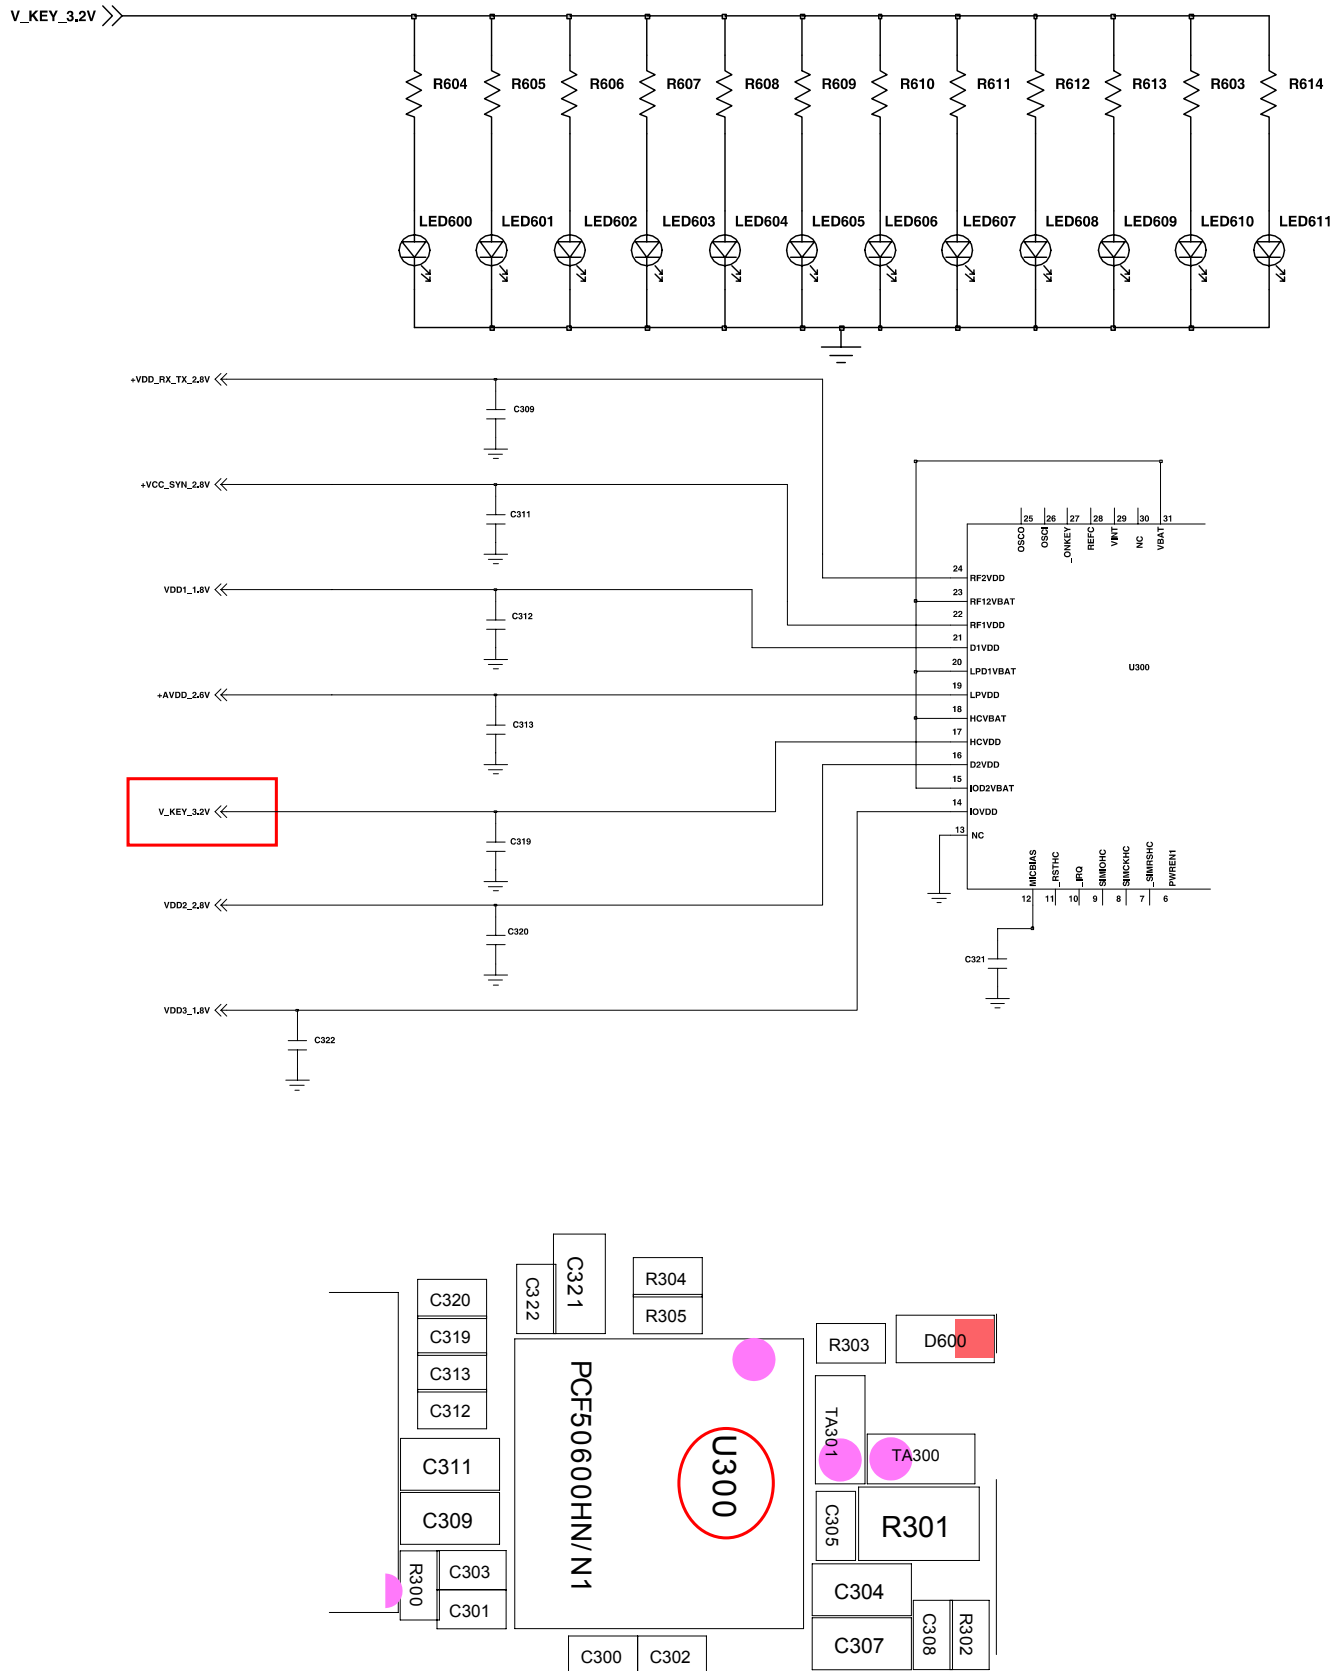 V_KEY_3.2V
R604 R605 R606 R607 R608 R609 R610 R611 R612 R613 R603 R614
LED600 LED601 LED602 LED603 LED604 LED605 LED606 LED607 LED608 LED609 LED610 LED611
+VDD_RX_TX_2.8V
C309
+VCC_SYN_2.8V
C311
VDD1_1.8V
C312
+AVDD_2.6V
C313
V_KEY_3.2V
C319
VDD2_2.8V
C320
VDD3_1.8V
C322
25 26 27 28 29 30 31
OSCO OSCI _ONKEY REFC VINT NC VBAT
24 RF2VDD
23 RF12VBAT
22 RF1VDD
21 D1VDD
20 LPD1VBAT
19 LPVDD
18 HCVBAT
17 HCVDD
16 D2VDD
15 IOD2VBAT
14 IOVDD
13 NC
U300
MICBIAS _RSTHC _IRQ SIMIOHC SIMCKHC _SIMRSHC PWREN1
12 11 10 9 8 7 6
C321
C320
C319
C313
C312
C311
C309
R300
C303
C301
C322
C321
R304
R305
PCF50600HN/N1
U300
R303
D600
TA301
TA300
C305
R301
C304
C307
C308
R302
C300
C302